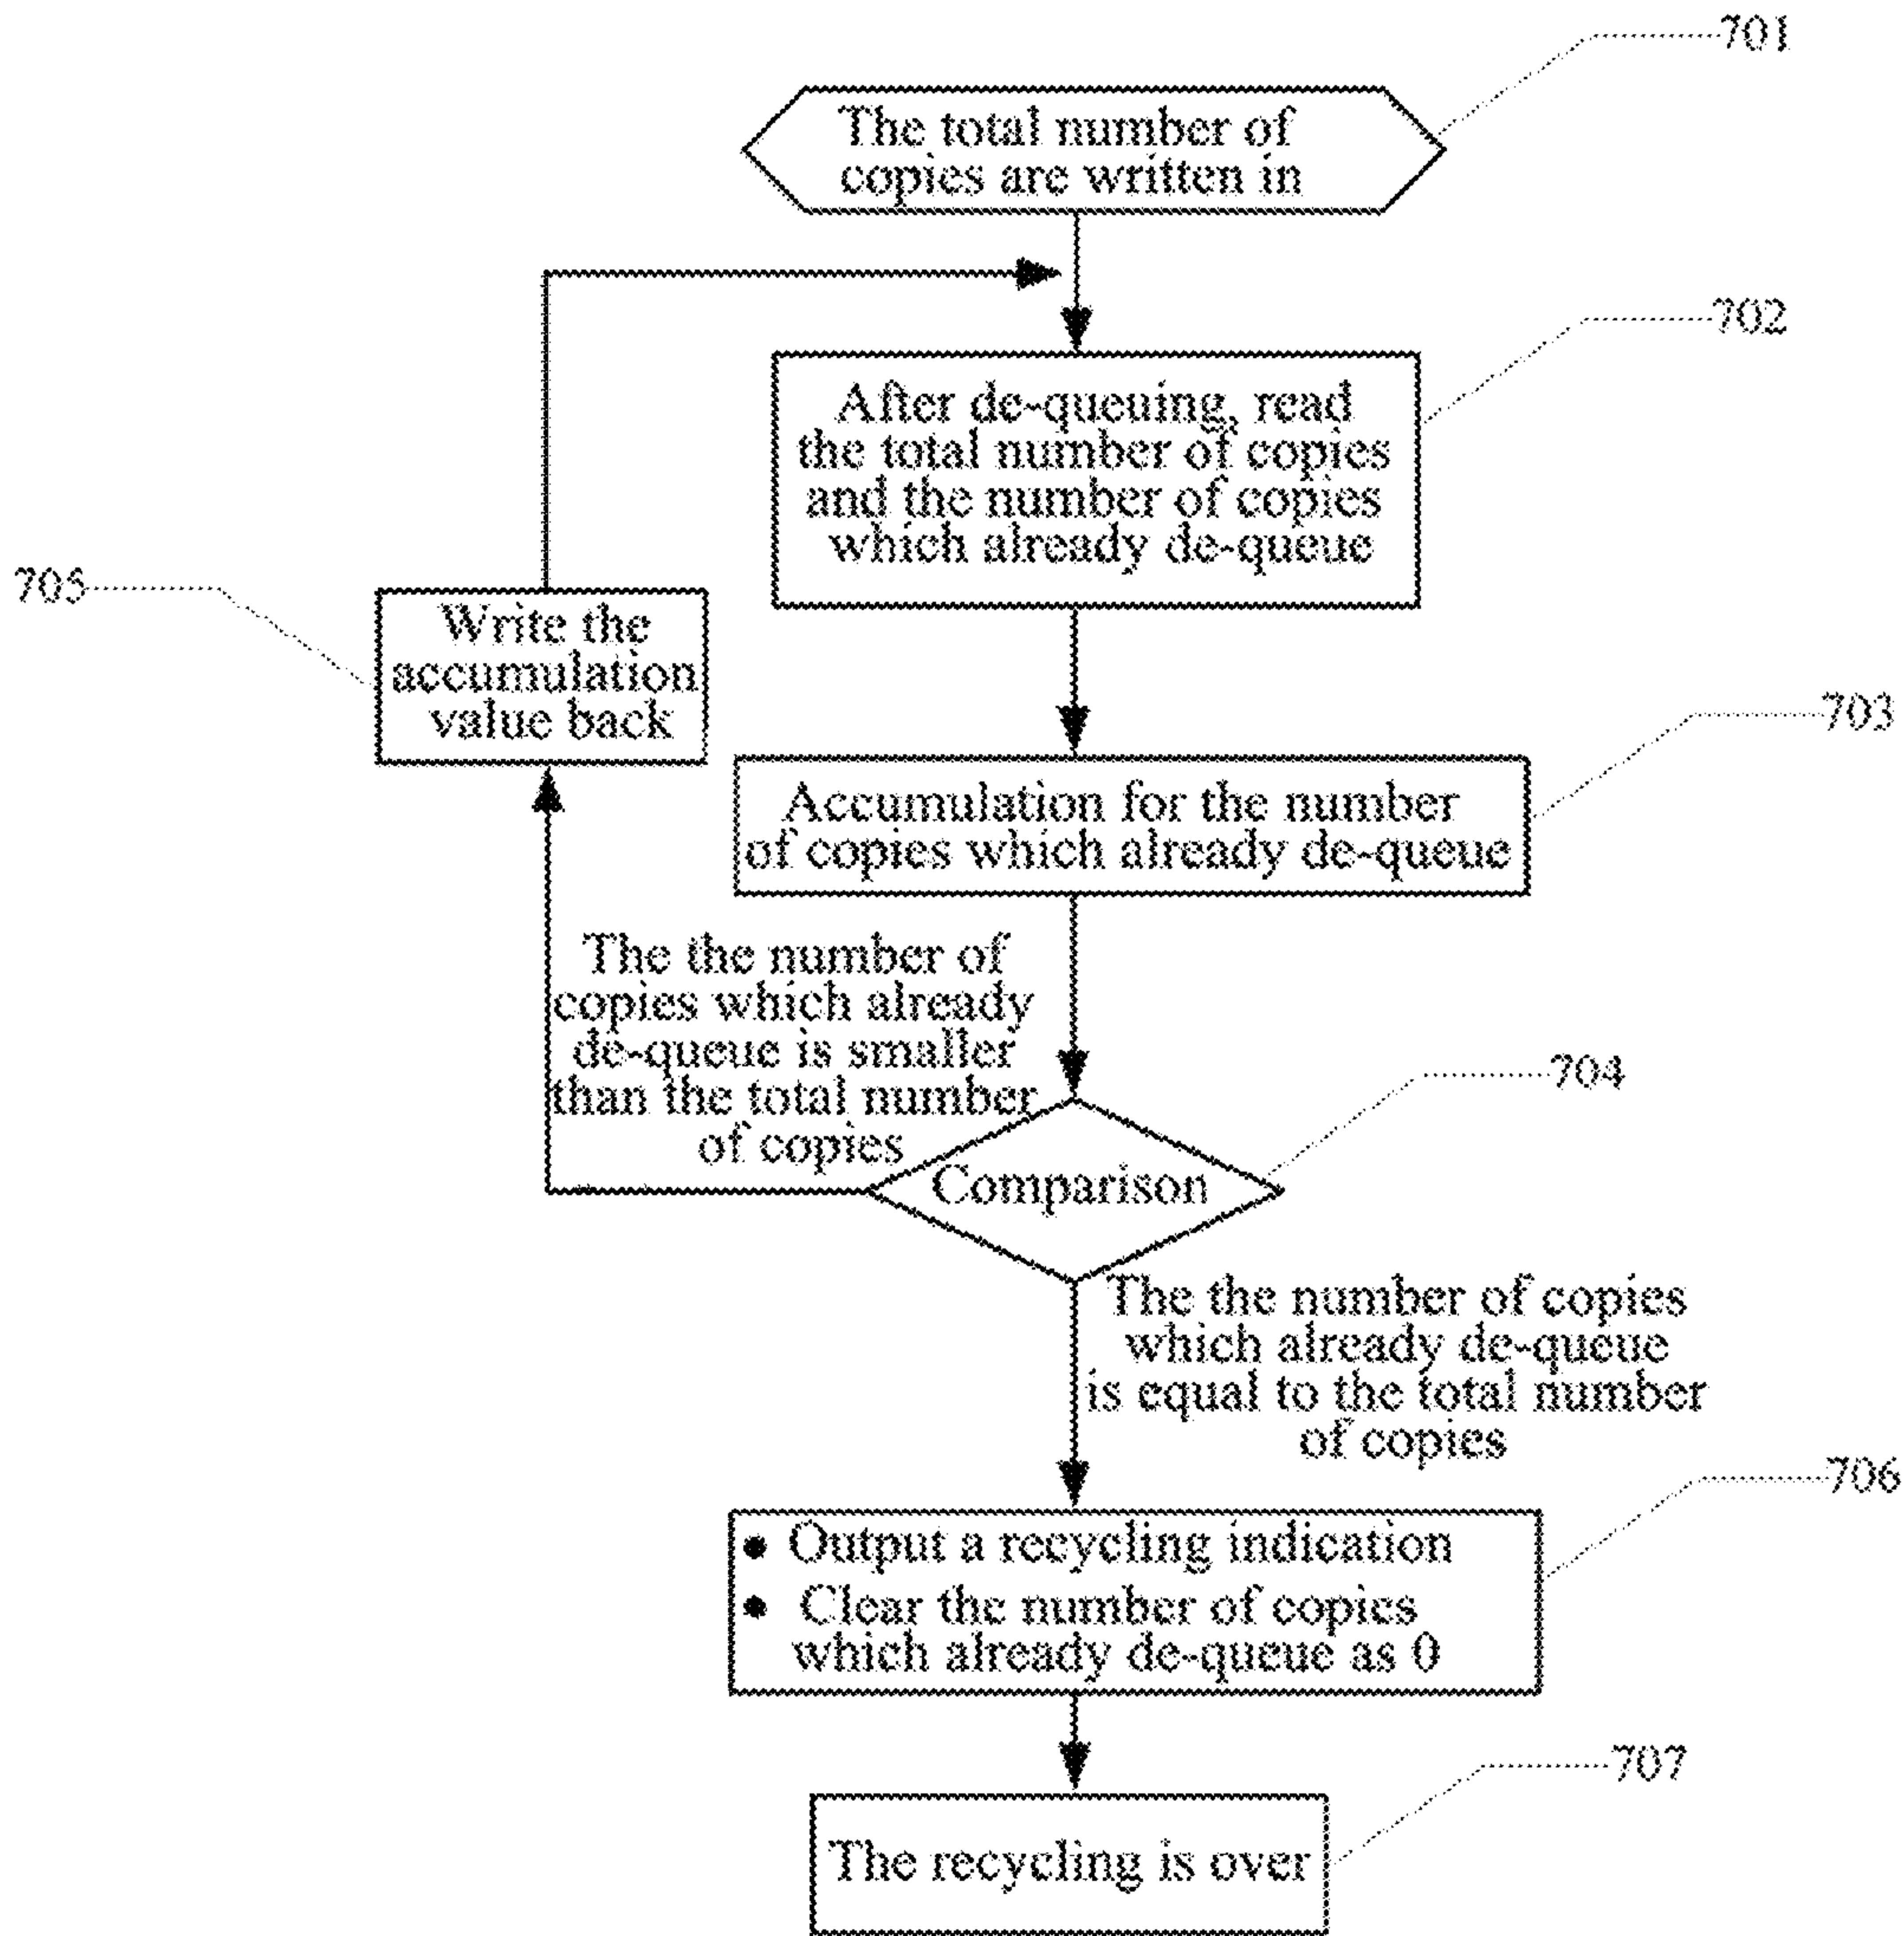 701
The total number of
copies are written in
702
After de-queuing, read
the total number of copies
and the number of copies
which already de-queue
705
Write the
accumulation
value back
703
Accumulation for the number
of copies which already de-queue
The the number of
copies which already
de-queue is smaller
than the total number
of copies
704
Comparison
The the number of copies
which already de-queue
is equal to the total number
of copies
706
• Output a recycling indication
• Clear the number of copies
which already de-queue as 0
707
The recycling is over